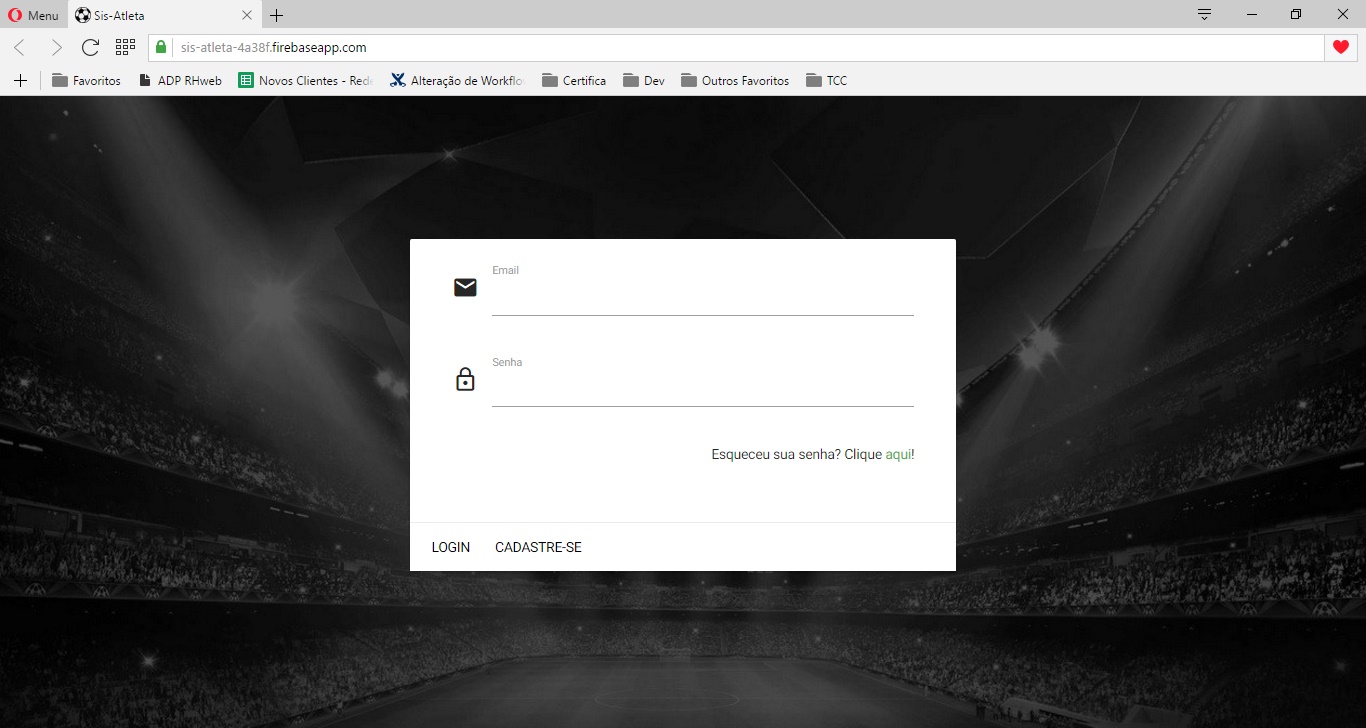 Menu Sis-Atleta
sis-atleta-4a38f.firebaseapp.com
Favoritos ADP RHweb Novos Clientes - Rede Alteração de Workflo Certifica Dev Outros Favoritos TCC
Email
Senha
Esqueceu sua senha? Clique aqui!
LOGIN CADASTRE-SE